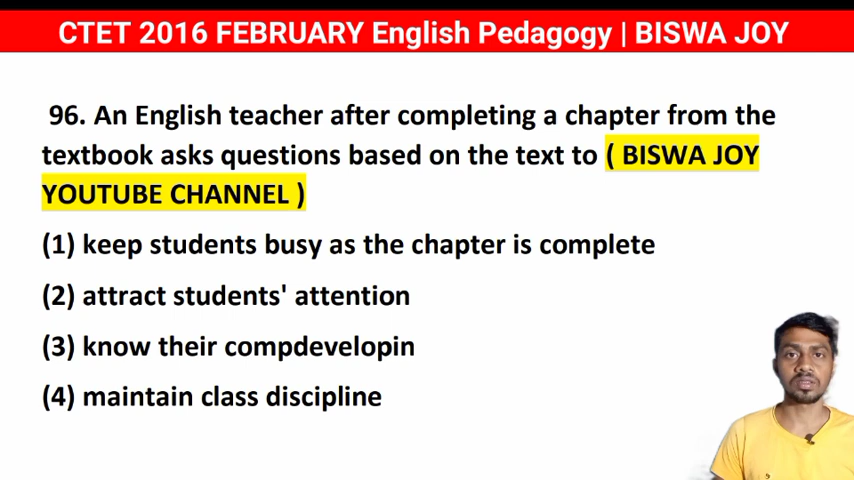 CTET 2016 FEBRUARY English Pedagogy | BISWA JOY
96. An English teacher after completing a chapter from the
textbook asks questions based on the text to ( BISWA JOY
YOUTUBE CHANNEL )
(1) keep students busy as the chapter is complete
(2) attract students' attention
(3) know their compdevelopin
(4) maintain class discipline